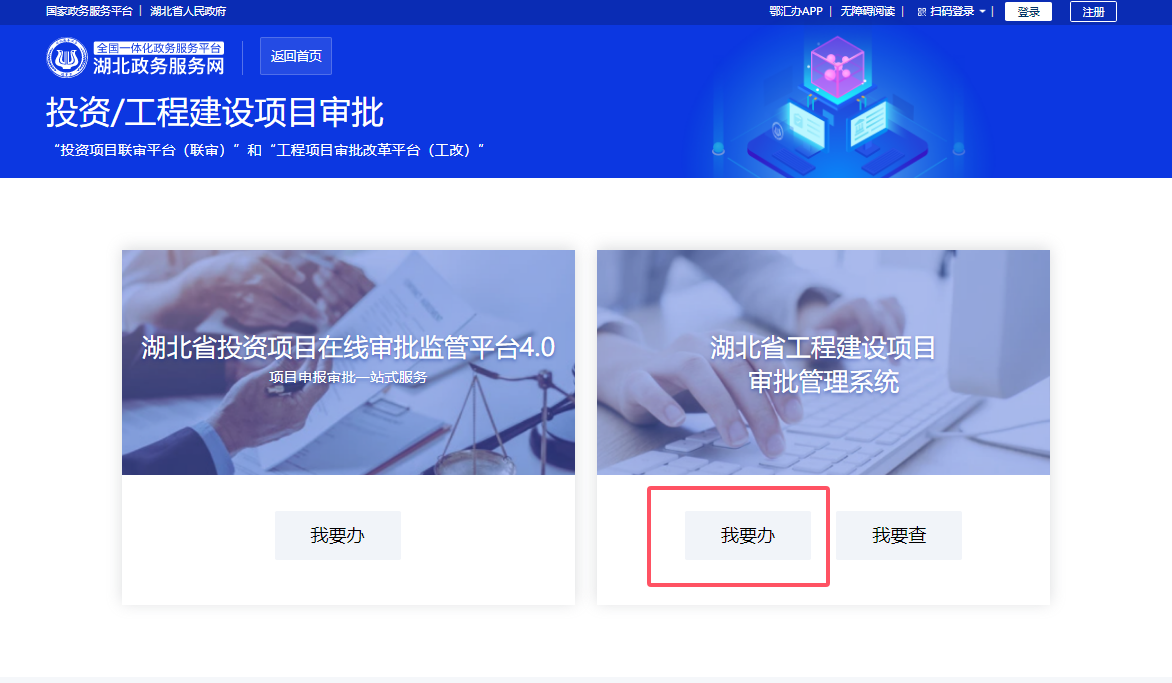 国家政务服务平台 | 湖北省人民政府
鄂汇办APP | 无障碍阅读 | 扫码登录 | 登录 注册
全国一体化政务服务平台
湖北政务服务网
返回首页
投资/工程建设项目审批
“投资项目联审平台（联审）”和“工程项目审批改革平台（工改）”
湖北省投资项目在线审批监管平台4.0
项目申报审批一站式服务
我要办
湖北省工程建设项目
审批管理系统
我要办 我要查